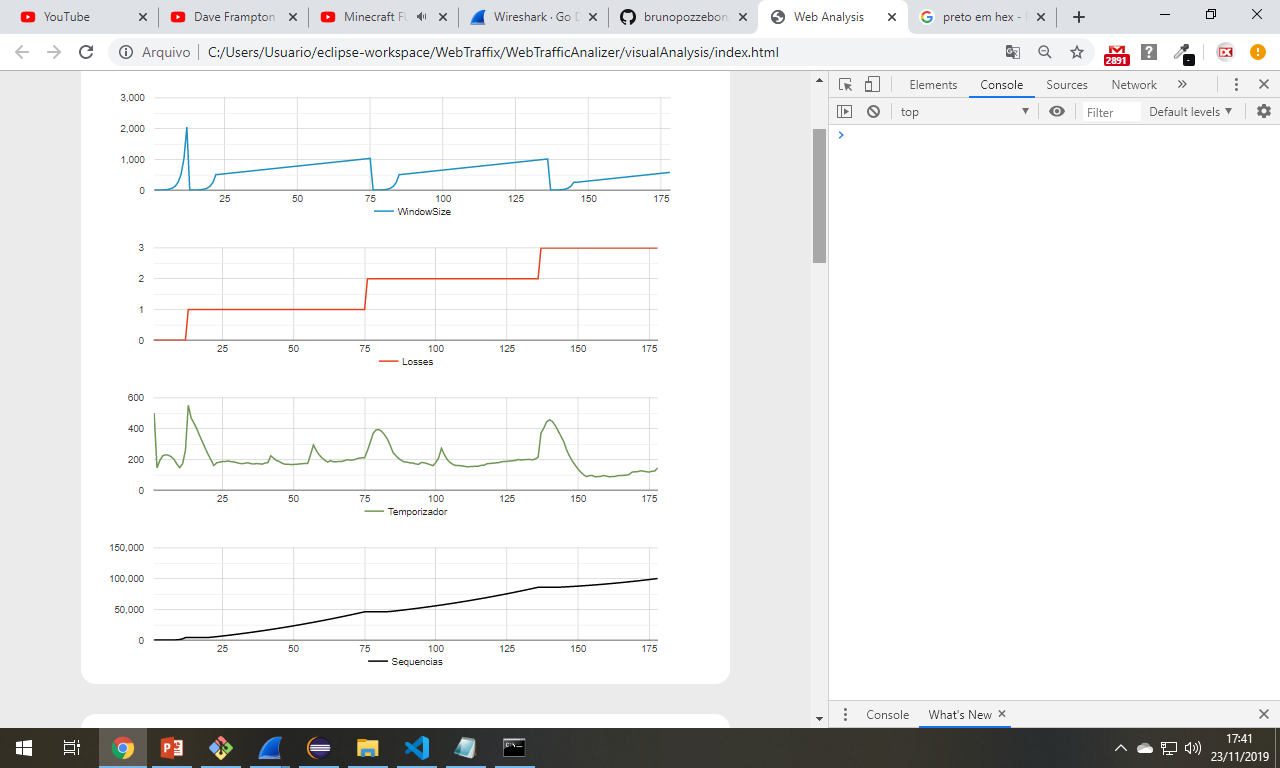 YouTube
Dave Frampton
Minecraft Fu
Wireshark · Go D
brunopozzebon
Web Analysis
preto em hex -
Arquivo
C:/Users/Usuario/eclipse-workspace/WebTraffix/WebTrafficAnalizer/visualAnalysis/index.html
2891
Elements
Console
Sources
Network
top
Filter
Default levels
3,000
2,000
1,000
0
25 50 75 100 125 150 175
WindowSize
3
2
1
0
25 50 75 100 125 150 175
Losses
600
400
200
0
25 50 75 100 125 150 175
Temporizador
150,000
100,000
50,000
0
25 50 75 100 125 150 175
Sequencias
Console
What's New
17:41
23/11/2019